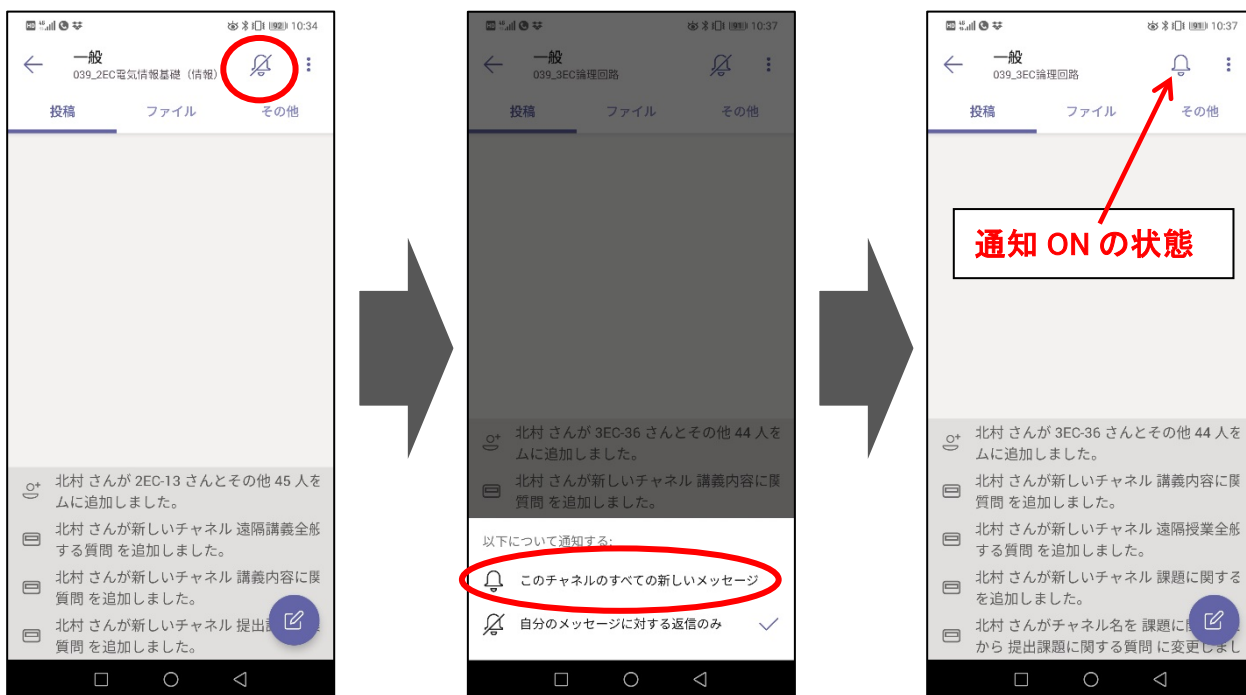 10:34
一般
039_2EC電気情報基礎（情報）
投稿 ファイル その他
北村 さんが 2EC-13 さんとその他 45 人を
ムに追加しました。
北村 さんが新しいチャネル 遠隔講義全般
する質問 を追加しました。
北村 さんが新しいチャネル 講義内容に関
質問 を追加しました。
北村 さんが新しいチャネル 提出
質問 を追加しました。
10:37
一般
039_3EC論理回路
投稿 ファイル その他
北村 さんが 3EC-36 さんとその他 44 人を
ムに追加しました。
北村 さんが新しいチャネル 講義内容に関
質問 を追加しました。
以下について通知する:
このチャネルのすべての新しいメッセージ
自分のメッセージに対する返信のみ
10:37
一般
039_3EC論理回路
投稿 ファイル その他
通知 ON の状態
北村 さんが 3EC-36 さんとその他 44 人を
ムに追加しました。
北村 さんが新しいチャネル 講義内容に関
質問 を追加しました。
北村 さんが新しいチャネル 遠隔授業全般
する質問 を追加しました。
北村 さんが新しいチャネル 課題に関する
を追加しました。
北村 さんがチャネル名を 課題に
から 提出課題に関する質問 に変更しまし